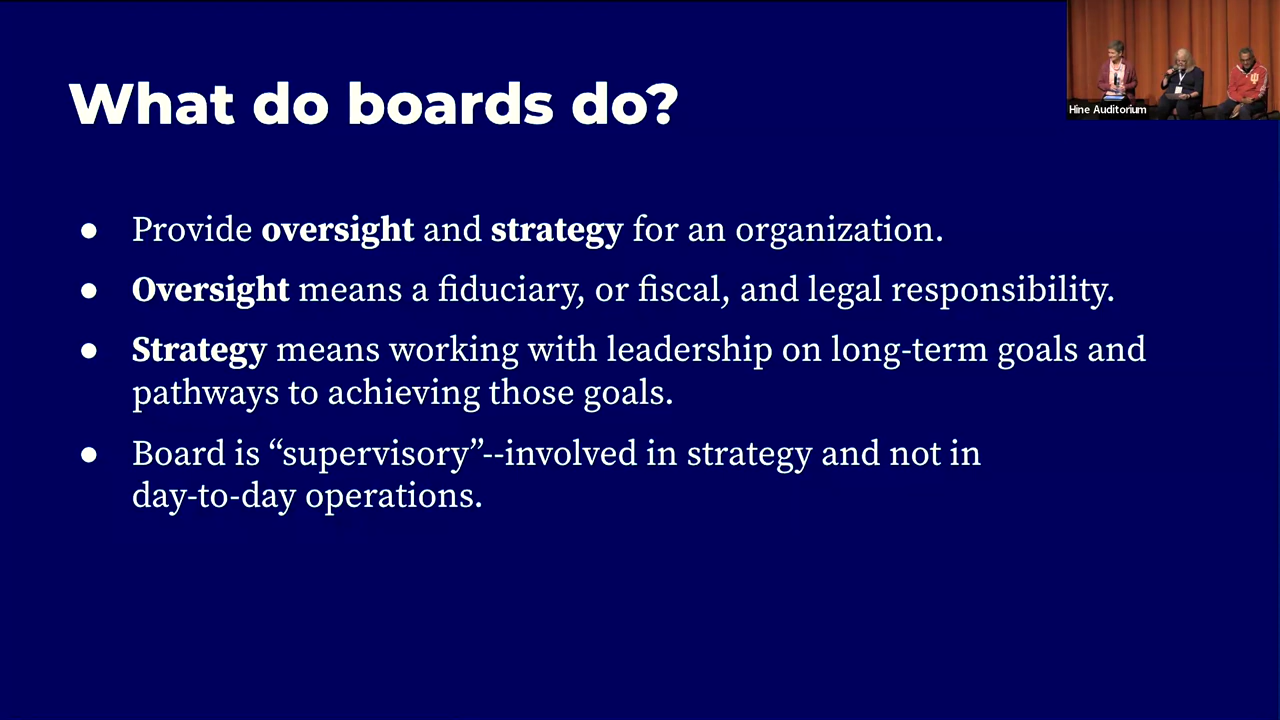 What do boards do?
Hine Auditorium
● Provide oversight and strategy for an organization.
● Oversight means a fiduciary, or fiscal, and legal responsibility.
● Strategy means working with leadership on long-term goals and
pathways to achieving those goals.
● Board is “supervisory”--involved in strategy and not in
day-to-day operations.